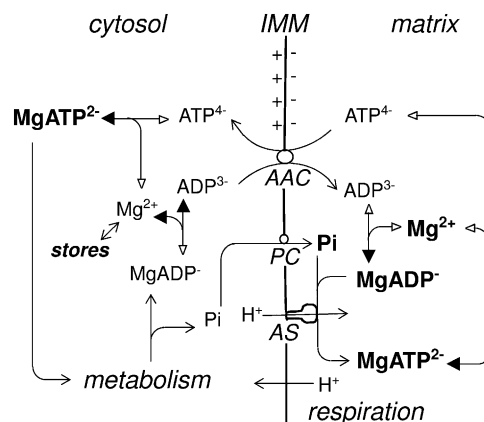 cytosol IMM matrix
+ -
+ -
+ -
+ -
MgATP²⁻ ATP⁴⁻ ATP⁴⁻
AAC
ADP³⁻ ADP³⁻
Mg²⁺ Mg²⁺
stores
PC Pi
MgADP⁻ MgADP⁻
Pi H⁺
AS
MgATP²⁻
metabolism H⁺
respiration